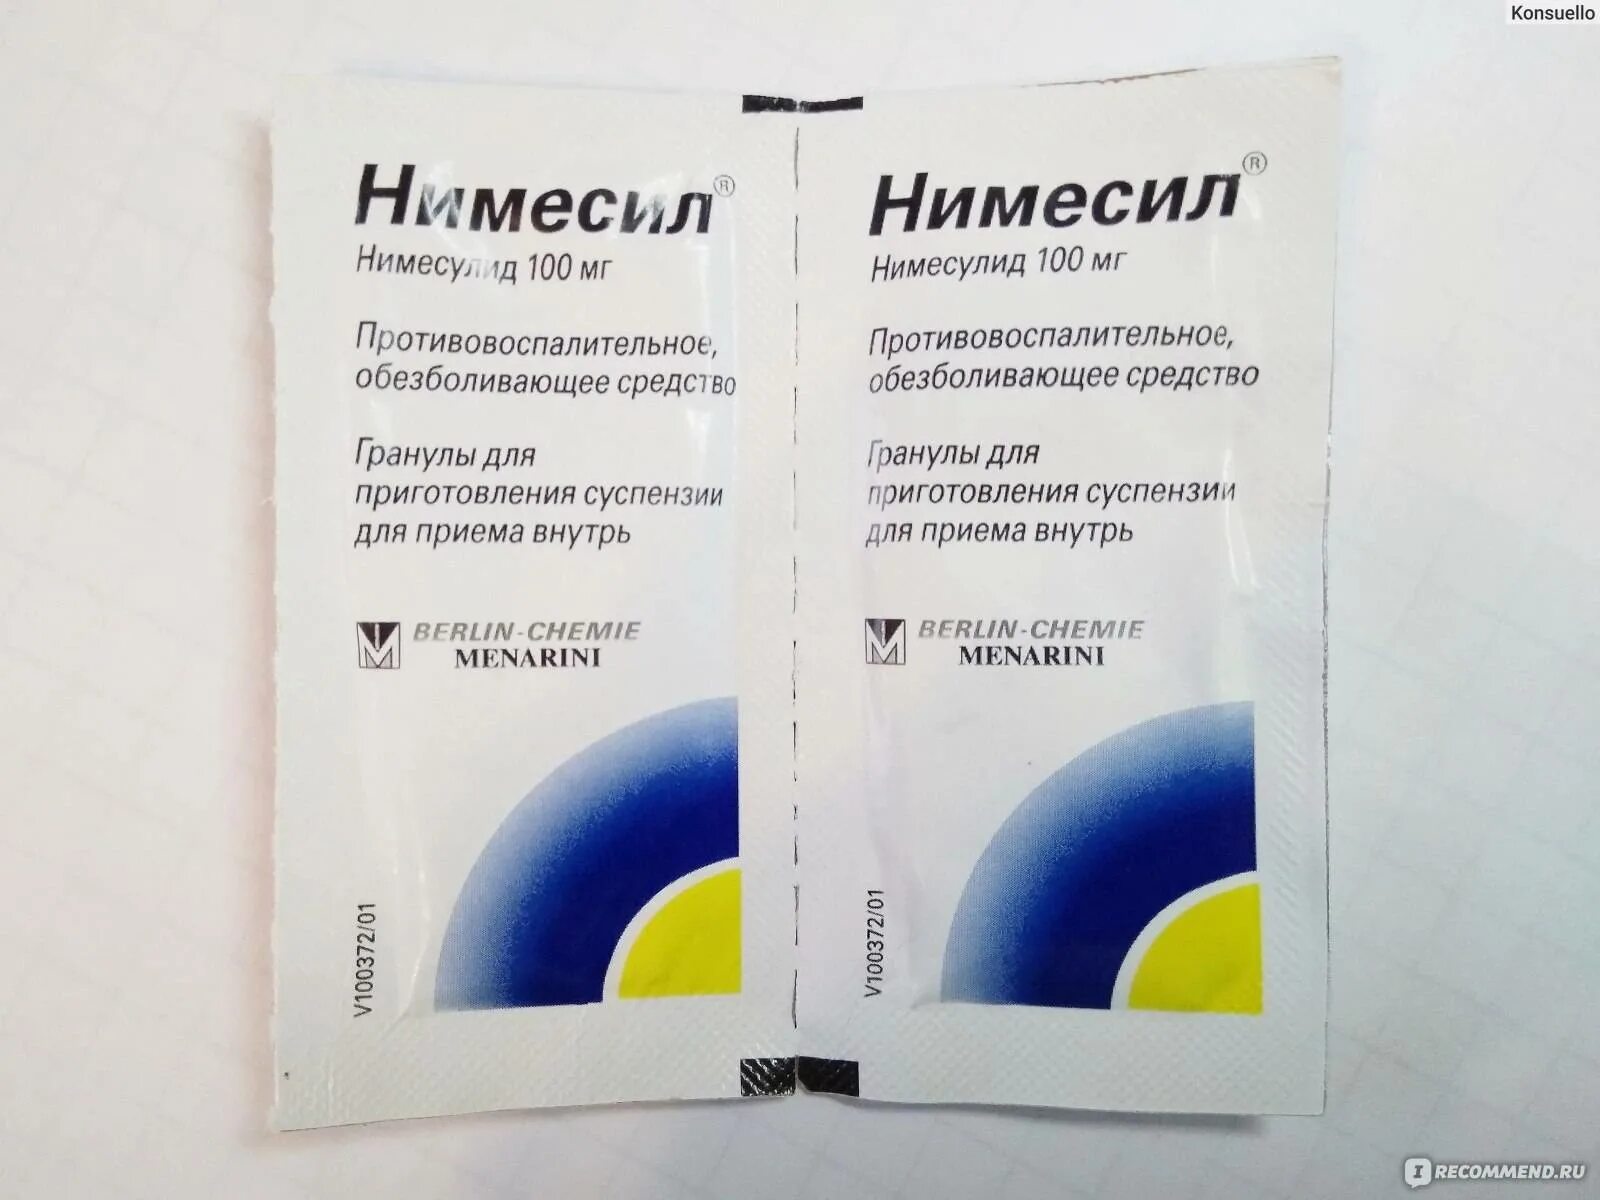 Konsuello
Нимесил®
Нимесулид 100 мг
Противовоспалительное,
обезболивающее средство
Гранулы для
приготовления суспензии
для приема внутрь
BERLIN-CHEMIE
MENARINI
V100372/01
Нимесил®
Нимесулид 100 мг
Противовоспалительное,
обезболивающее средство
Гранулы для
приготовления суспензии
для приема внутрь
BERLIN-CHEMIE
MENARINI
V100372/01
IRECOMMEND.RU